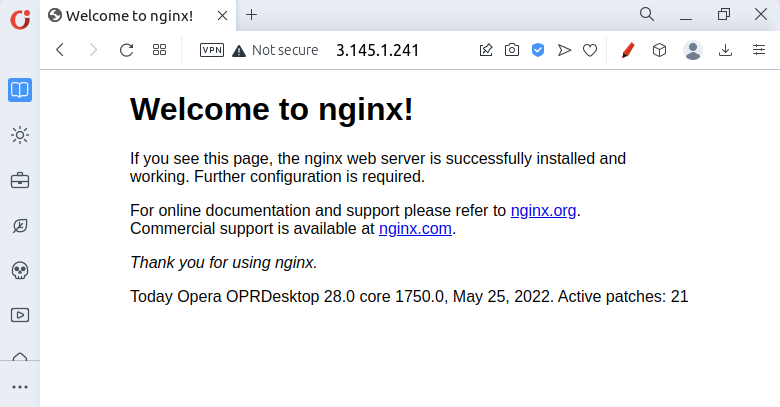 Welcome to nginx!
VPN Not secure 3.145.1.241
Welcome to nginx!
If you see this page, the nginx web server is successfully installed and
working. Further configuration is required.
For online documentation and support please refer to nginx.org.
Commercial support is available at nginx.com.
Thank you for using nginx.
Today Opera OPRDesktop 28.0 core 1750.0, May 25, 2022. Active patches: 21